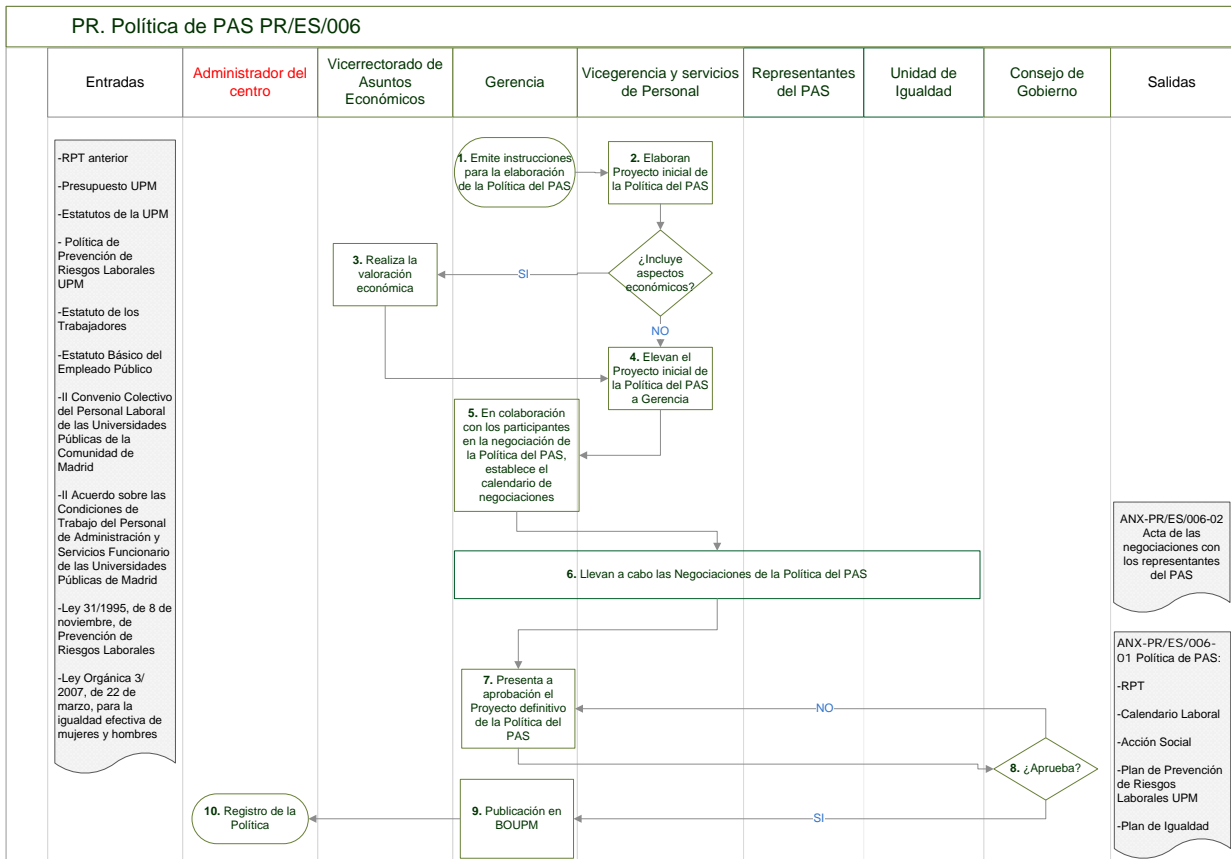 PR. Política de PAS PR/ES/006
Entradas
Administrador del
centro
Vicerrectorado de
Asuntos
Económicos
Gerencia
Vicegerencia y servicios
de Personal
Representantes
del PAS
Unidad de
Igualdad
Consejo de
Gobierno
Salidas
-RPT anterior
-Presupuesto UPM
-Estatutos de la UPM
- Política de
Prevención de
Riesgos Laborales
UPM
-Estatuto de los
Trabajadores
-Estatuto Básico del
Empleado Público
-II Convenio Colectivo
del Personal Laboral
de las Universidades
Públicas de la
Comunidad de
Madrid
-II Acuerdo sobre las
Condiciones de
Trabajo del Personal
de Administración y
Servicios Funcionario
de las Universidades
Públicas de Madrid
-Ley 31/1995, de 8 de
noviembre, de
Prevención de
Riesgos Laborales
-Ley Orgánica 3/
2007, de 22 de
marzo, para la
igualdad efectiva de
mujeres y hombres
1. Emite instrucciones
para la elaboración
de la Política del PAS
2. Elaboran
Proyecto inicial de
la Política del PAS
¿Incluye
aspectos
económicos?
SI
NO
3. Realiza la
valoración
económica
4. Elevan el
Proyecto inicial de
la Política del PAS
a Gerencia
5. En colaboración
con los participantes
en la negociación de
la Política del PAS,
establece el
calendario de
negociaciones
6. Llevan a cabo las Negociaciones de la Política del PAS
7. Presenta a
aprobación el
Proyecto definitivo
de la Política del
PAS
NO
8. ¿Aprueba?
SI
9. Publicación en
BOUPM
10. Registro de la
Política
ANX-PR/ES/006-02
Acta de las
negociaciones con
los representantes
del PAS
ANX-PR/ES/006-
01 Política de PAS:
-RPT
-Calendario Laboral
-Acción Social
-Plan de Prevención
de Riesgos
Laborales UPM
-Plan de Igualdad